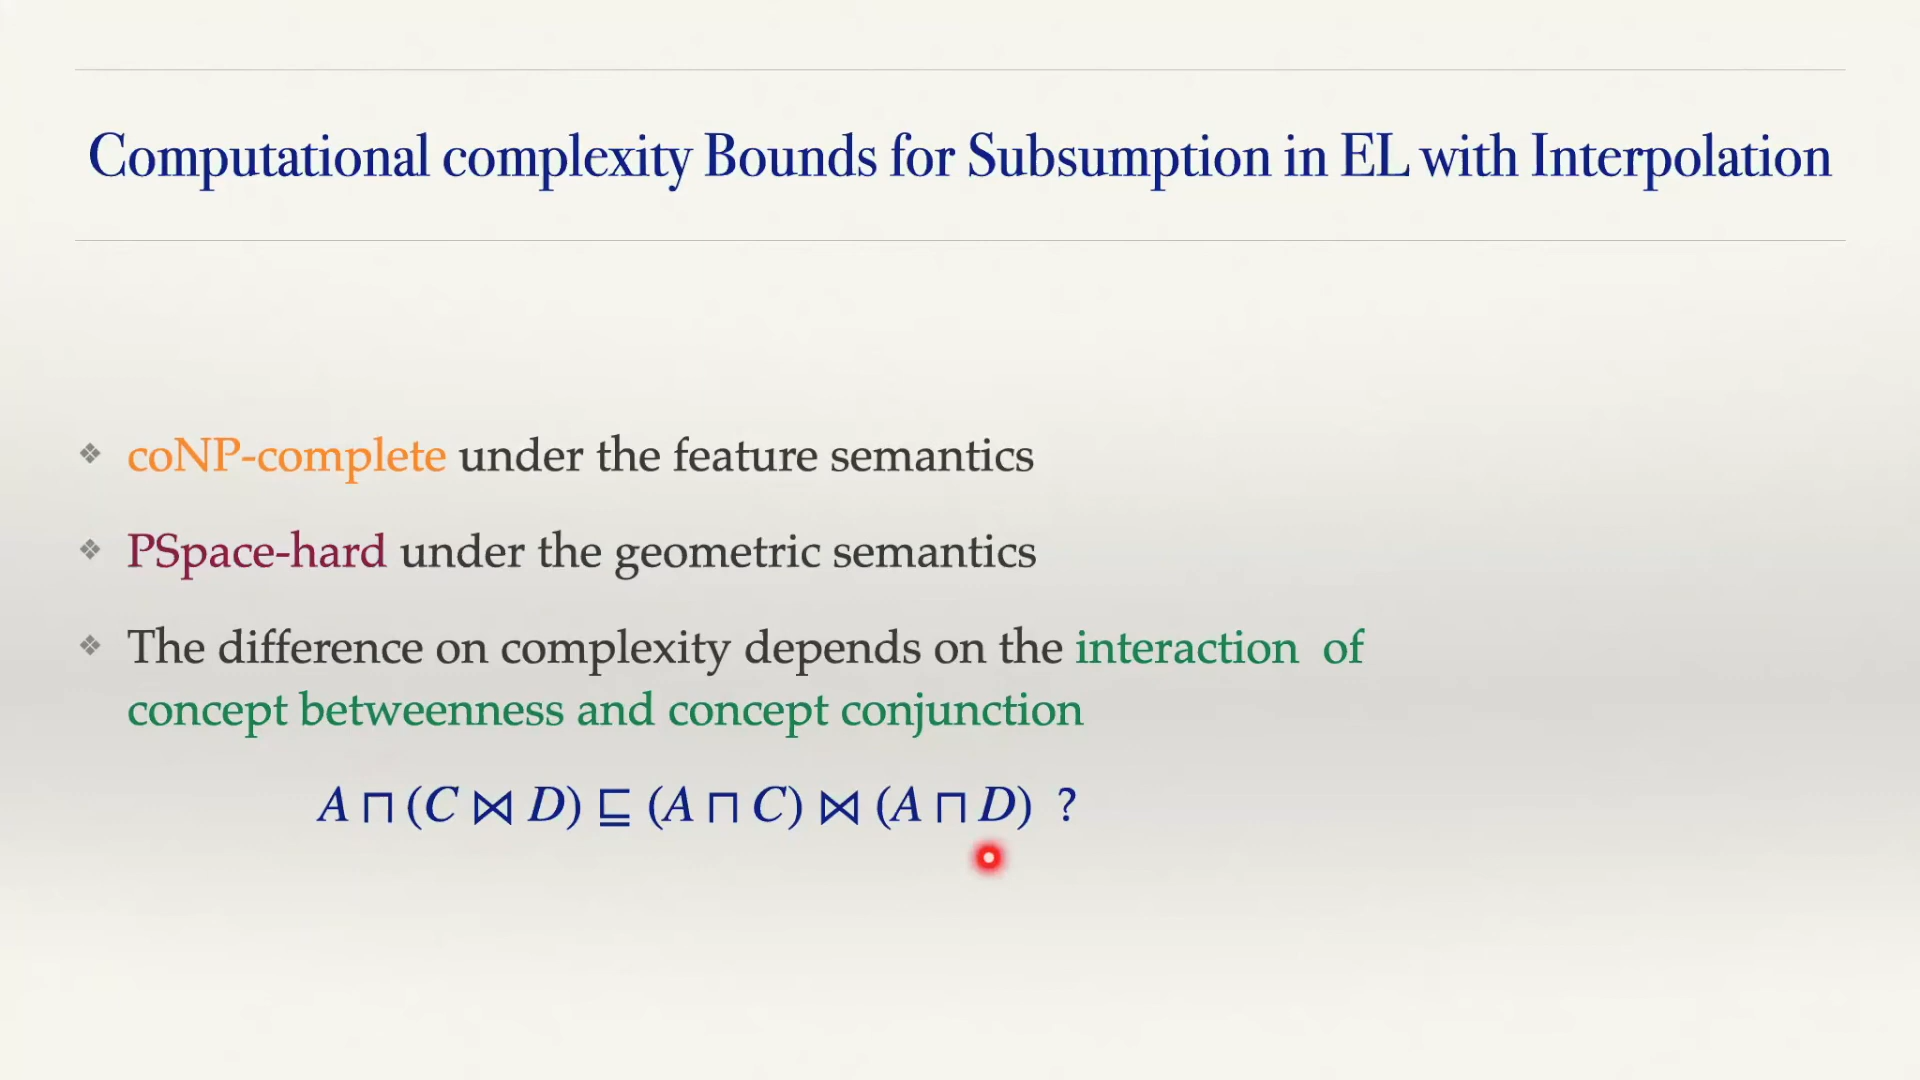 Computational complexity Bounds for Subsumption in EL with Interpolation
❖ coNP-complete under the feature semantics
❖ PSpace-hard under the geometric semantics
❖ The difference on complexity depends on the interaction of
concept betweenness and concept conjunction
A ⊓ (C ⋈ D) ⊑ (A ⊓ C) ⋈ (A ⊓ D) ?